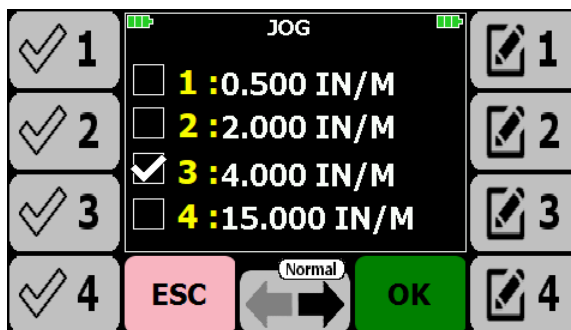 JOG
1 :0.500 IN/M
2 :2.000 IN/M
3 :4.000 IN/M
4 :15.000 IN/M
1
2
3
4
1
2
3
4
ESC
Normal
OK